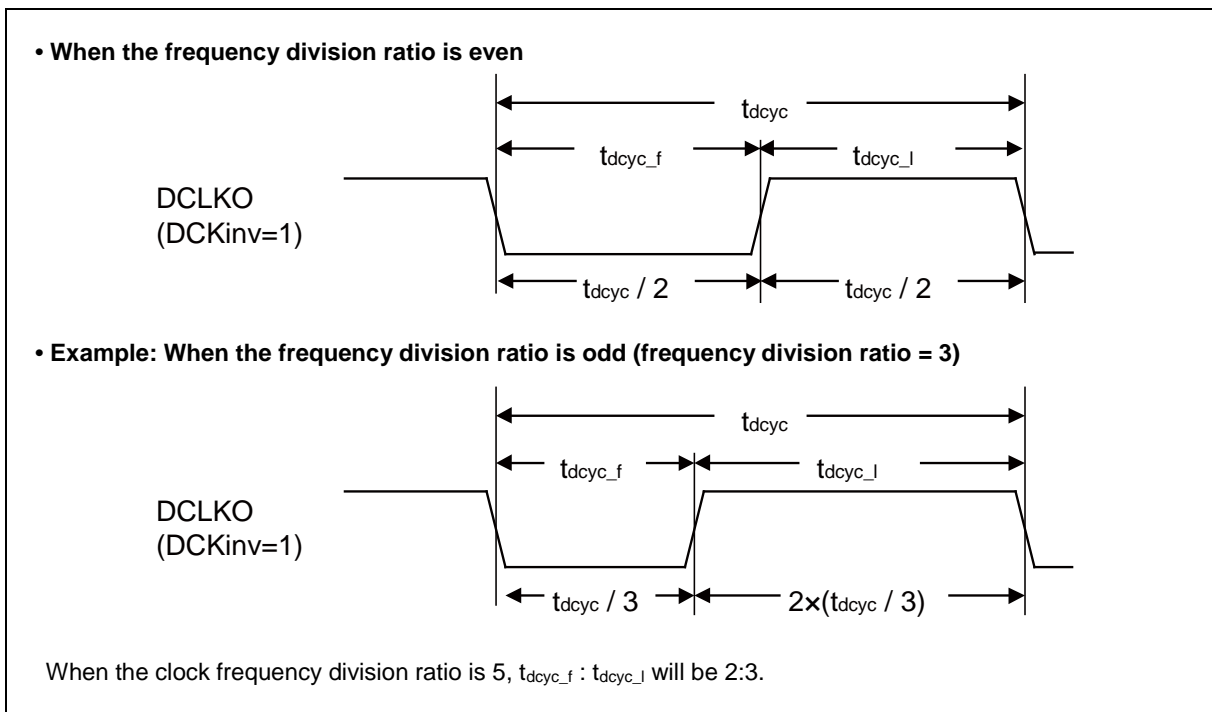 • When the frequency division ratio is even
tdcyc
tdcyc_f
tdcyc_l
DCLKO
(DCKinv=1)
tdcyc / 2
tdcyc / 2
• Example: When the frequency division ratio is odd (frequency division ratio = 3)
tdcyc
tdcyc_f
tdcyc_l
DCLKO
(DCKinv=1)
tdcyc / 3
2×(tdcyc / 3)
When the clock frequency division ratio is 5, tdcyc_f : tdcyc_l will be 2:3.